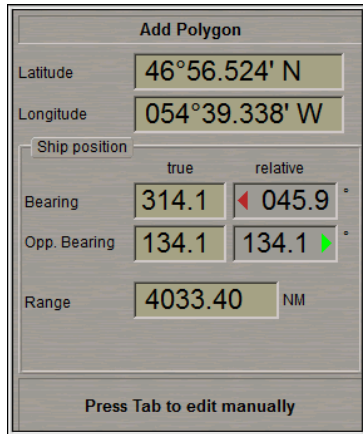 Add Polygon
Latitude 46°56.524' N
Longitude 054°39.338' W
Ship position
true relative
Bearing 314.1 045.9 °
Opp. Bearing 134.1 134.1 °
Range 4033.40 NM
Press Tab to edit manually